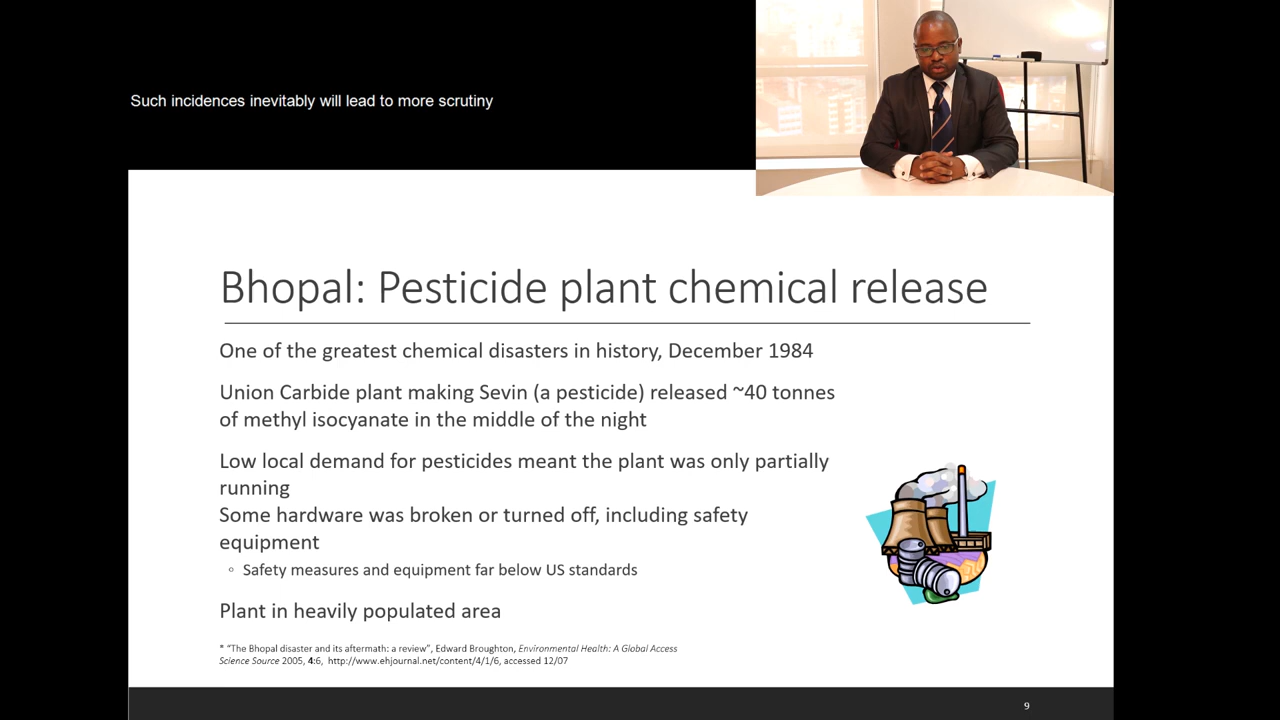 Such incidences inevitably will lead to more scrutiny
Bhopal: Pesticide plant chemical release
One of the greatest chemical disasters in history, December 1984
Union Carbide plant making Sevin (a pesticide) released ~40 tonnes
of methyl isocyanate in the middle of the night
Low local demand for pesticides meant the plant was only partially
running
Some hardware was broken or turned off, including safety
equipment
◦ Safety measures and equipment far below US standards
Plant in heavily populated area
* “The Bhopal disaster and its aftermath: a review”, Edward Broughton, Environmental Health: A Global Access
Science Source 2005, 4:6, http://www.ehjournal.net/content/4/1/6, accessed 12/07
9